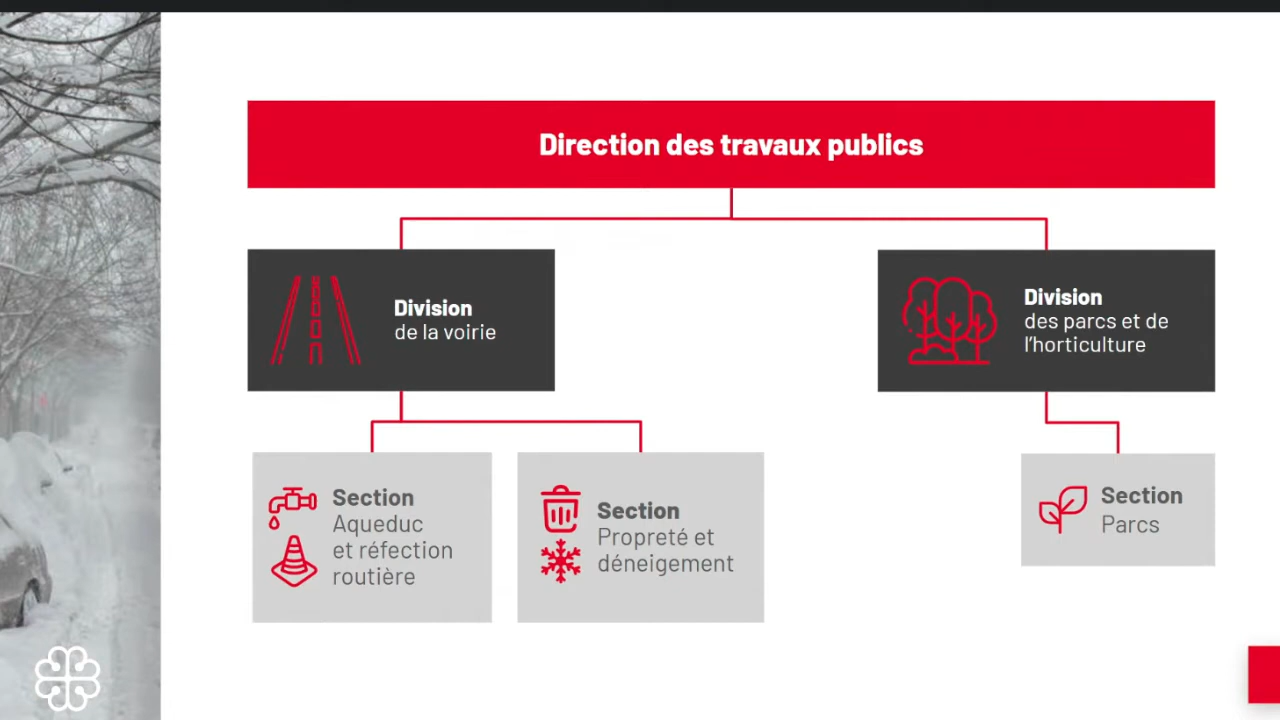 Direction des travaux publics
Division
de la voirie
Division
des parcs et de
l'horticulture
Section
Aqueduc
et réfection
routière
Section
Propreté et
déneigement
Section
Parcs